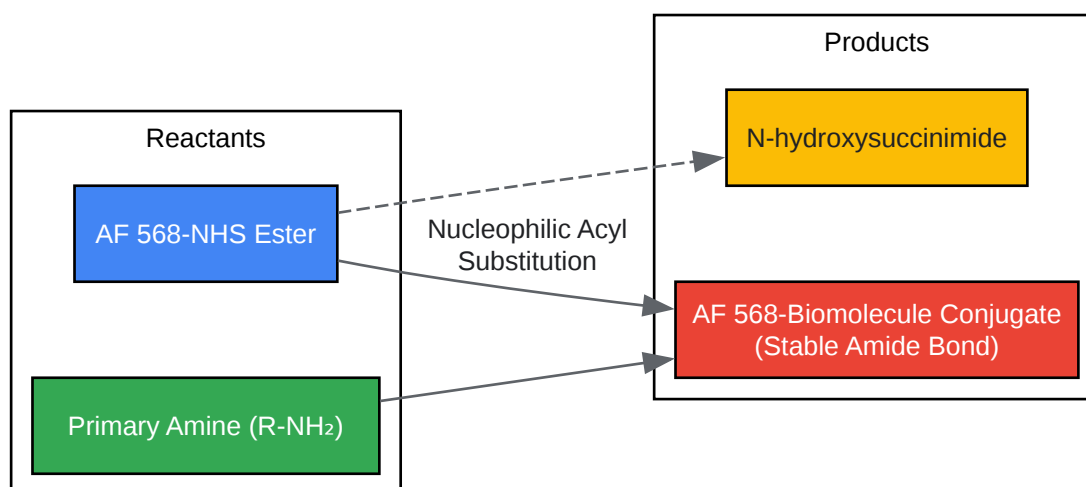 Reactants
AF 568-NHS Ester
Primary Amine (R-NH₂)
Nucleophilic Acyl
Substitution
Products
N-hydroxysuccinimide
AF 568-Biomolecule Conjugate
(Stable Amide Bond)